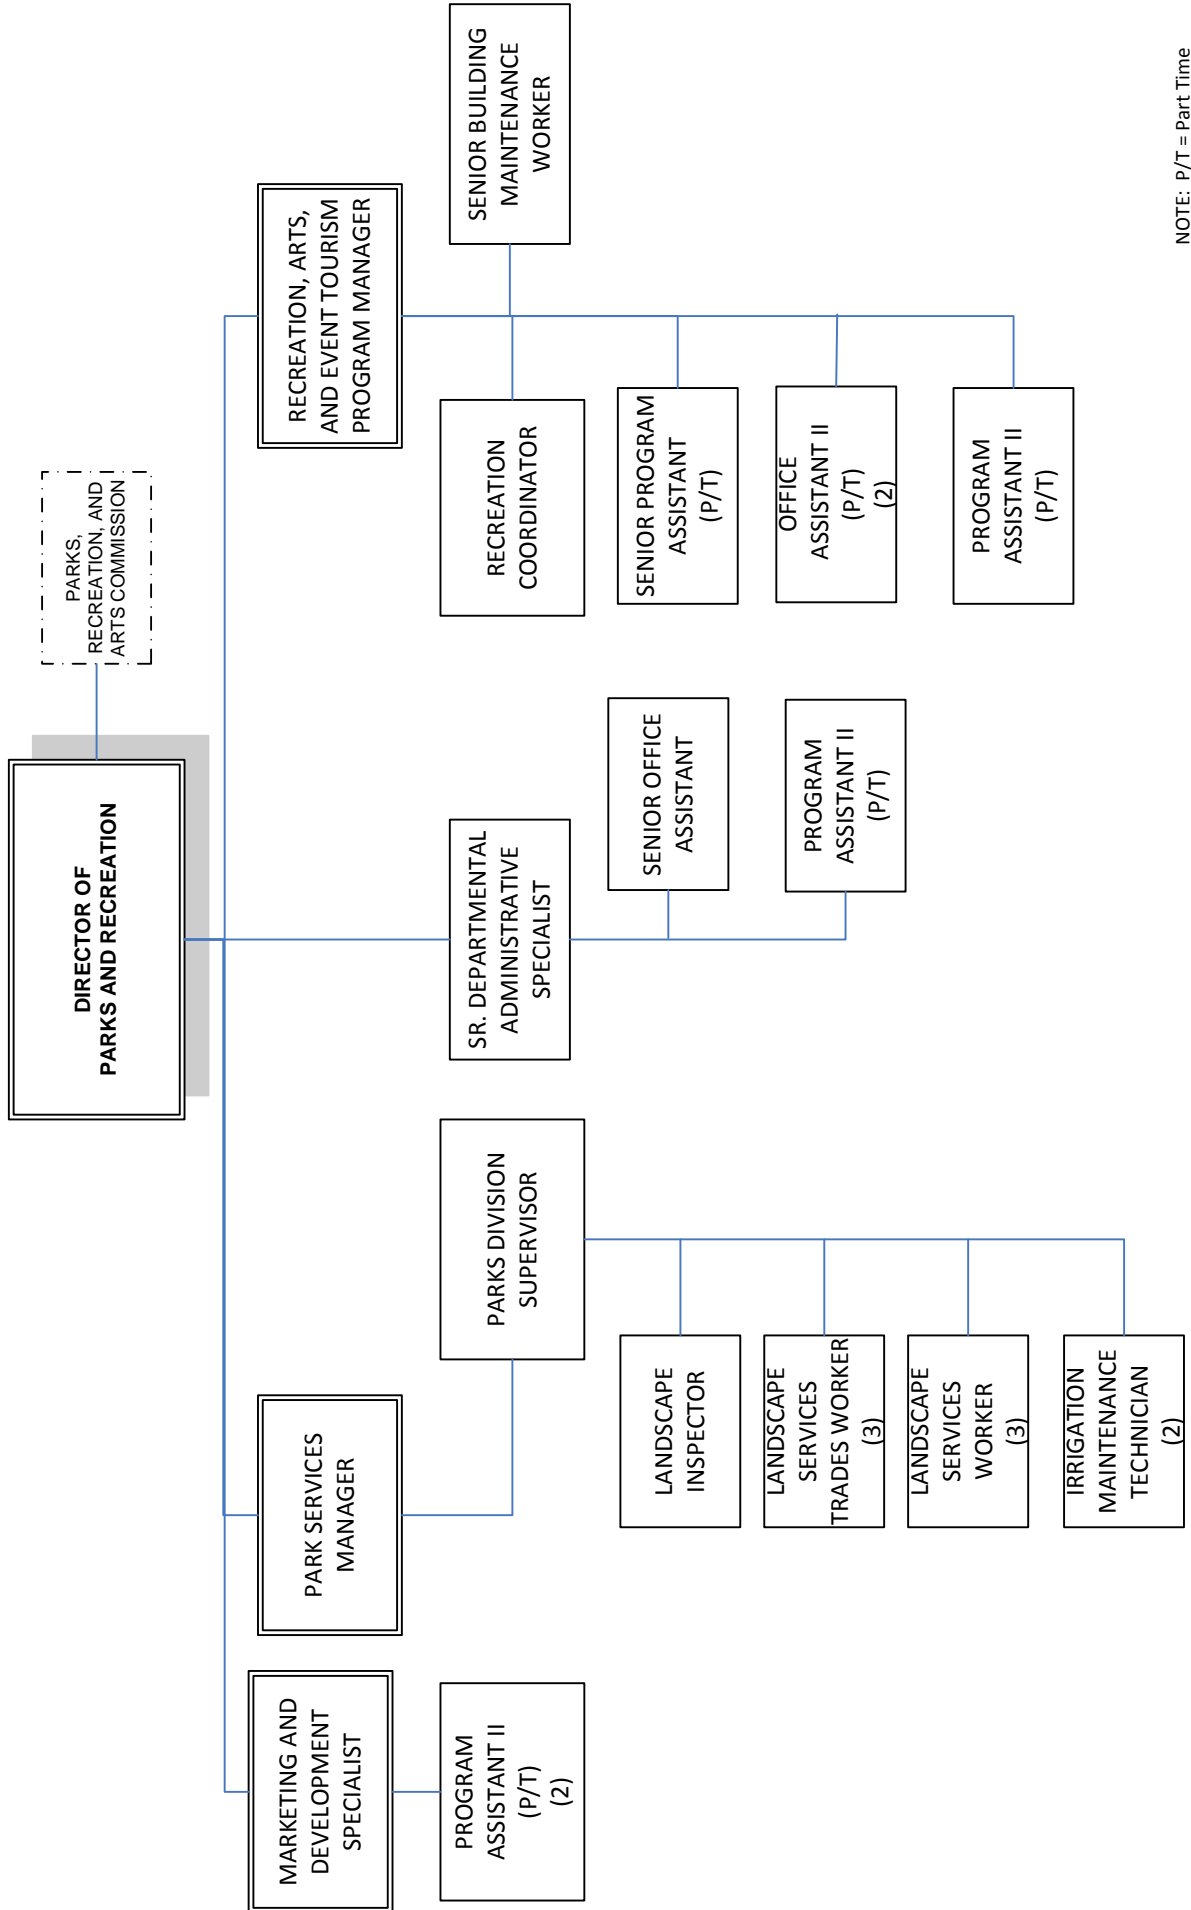 DIRECTOR OF
PARKS AND RECREATION
PARKS,
RECREATION, AND
ARTS COMMISSION
MARKETING AND
DEVELOPMENT
SPECIALIST
PROGRAM
ASSISTANT II
(P/T)
(2)
PARK SERVICES
MANAGER
PARKS DIVISION
SUPERVISOR
LANDSCAPE
INSPECTOR
LANDSCAPE
SERVICES
TRADES WORKER
(3)
LANDSCAPE
SERVICES
WORKER
(3)
IRRIGATION
MAINTENANCE
TECHNICIAN
(2)
SR. DEPARTMENTAL
ADMINISTRATIVE
SPECIALIST
SENIOR OFFICE
ASSISTANT
PROGRAM
ASSISTANT II
(P/T)
RECREATION, ARTS,
AND EVENT TOURISM
PROGRAM MANAGER
SENIOR BUILDING
MAINTENANCE
WORKER
RECREATION
COORDINATOR
SENIOR PROGRAM
ASSISTANT
(P/T)
OFFICE
ASSISTANT II
(P/T)
(2)
PROGRAM
ASSISTANT II
(P/T)
NOTE: P/T = Part Time